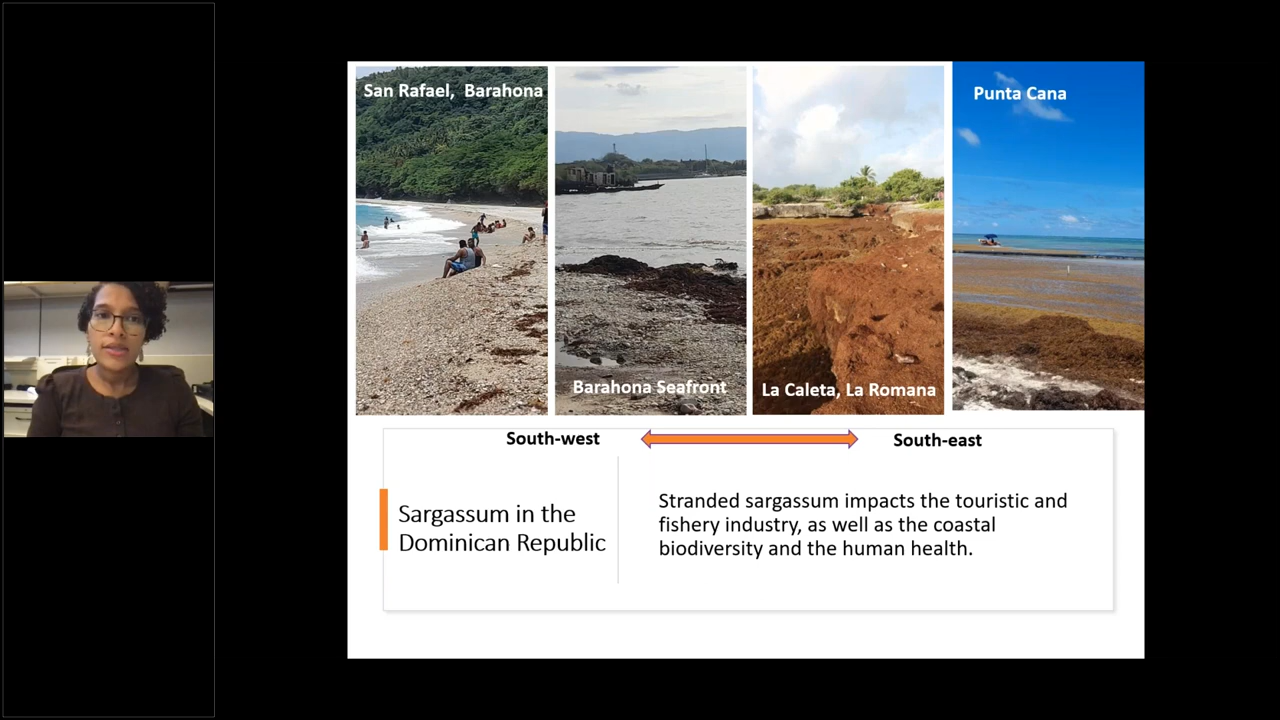 San Rafael, Barahona
Punta Cana
Barahona Seafront
La Caleta, La Romana
South-west
South-east
Sargassum in the
Dominican Republic
Stranded sargassum impacts the touristic and
fishery industry, as well as the coastal
biodiversity and the human health.